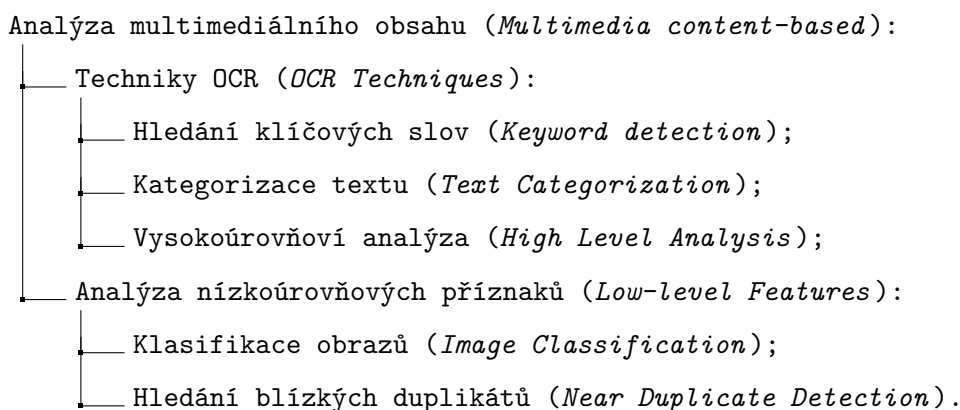 Analýza multimediálního obsahu (Multimedia content-based):
Techniky OCR (OCR Techniques):
Hledání klíčových slov (Keyword detection);
Kategorizace textu (Text Categorization);
Vysokoúrovňoví analýza (High Level Analysis);
Analýza nízkoúrovňových příznaků (Low-level Features):
Klasifikace obrazů (Image Classification);
Hledání blízkých duplikátů (Near Duplicate Detection).